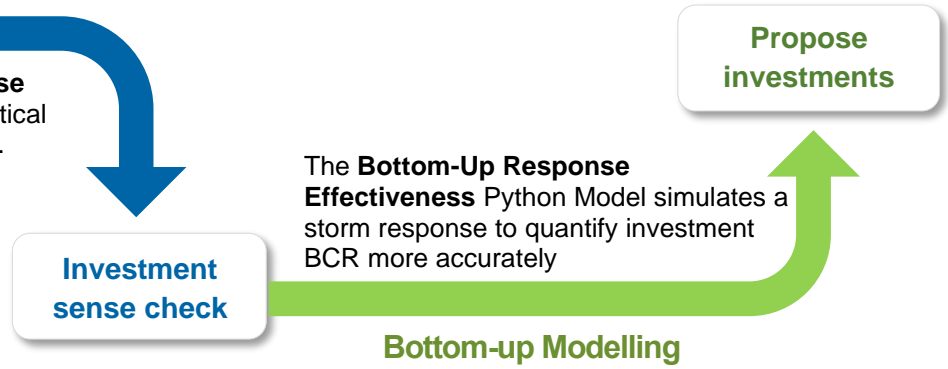 Propose
investments
se
tical
.
The Bottom-Up Response
Effectiveness Python Model simulates a
storm response to quantify investment
BCR more accurately
Investment
sense check
Bottom-up Modelling